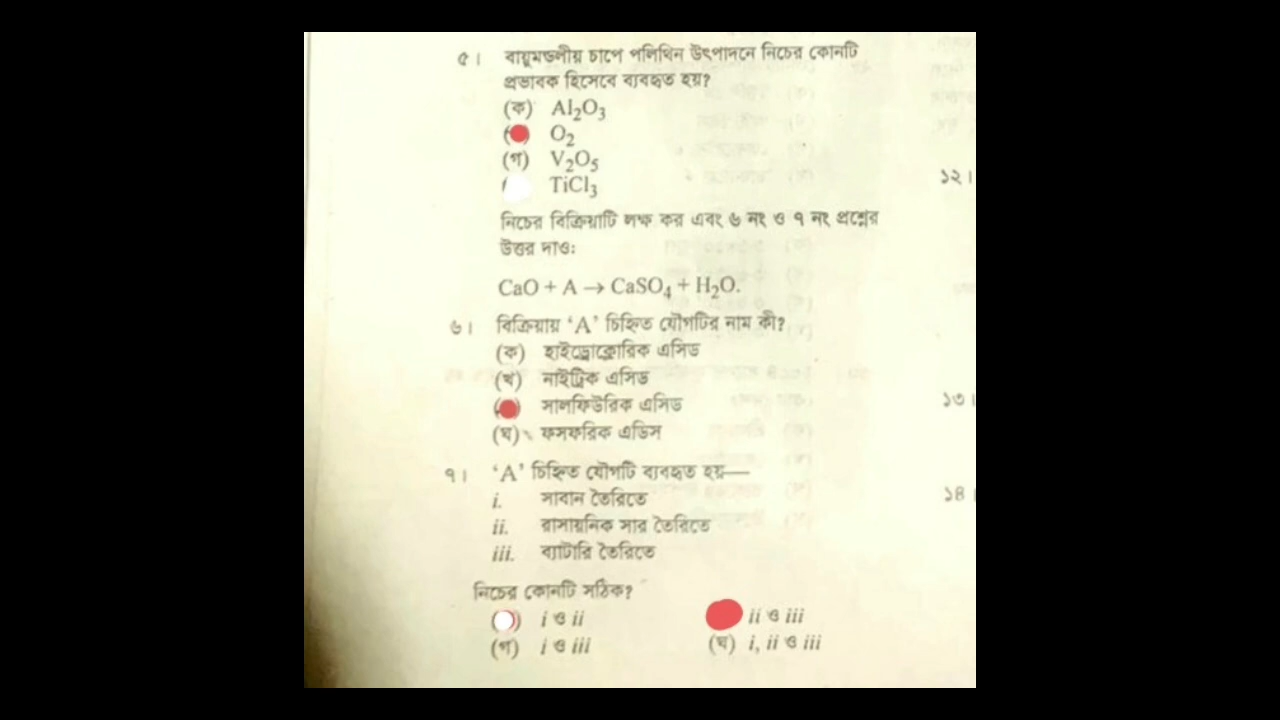 ৫। বায়ুমন্ডলীয় চাপে পলিথিন উৎপাদনে নিচের কোনটি
প্রভাবক হিসেবে ব্যবহৃত হয়?
(ক) Al₂O₃
O₂
(গ) V₂O₅
TiCl₃
১২।
নিচের বিক্রিয়াটি লক্ষ কর এবং ৬ নং ও ৭ নং প্রশ্নের
উত্তর দাও:
CaO + A → CaSO₄ + H₂O.
৬। বিক্রিয়ায় ‘A’ চিহ্নিত যৌগটির নাম কী?
(ক) হাইড্রোক্লোরিক এসিড
(খ) নাইট্রিক এসিড
সালফিউরিক এসিড
১৩।
(ঘ) ফসফরিক এডিস
৭। ‘A’ চিহ্নিত যৌগটি ব্যবহৃত হয়—
i. সাবান তৈরিতে
১৪।
ii. রাসায়নিক সার তৈরিতে
iii. ব্যাটারি তৈরিতে
নিচের কোনটি সঠিক?
i ও ii ii ও iii
(গ) i ও iii (ঘ) i, ii ও iii